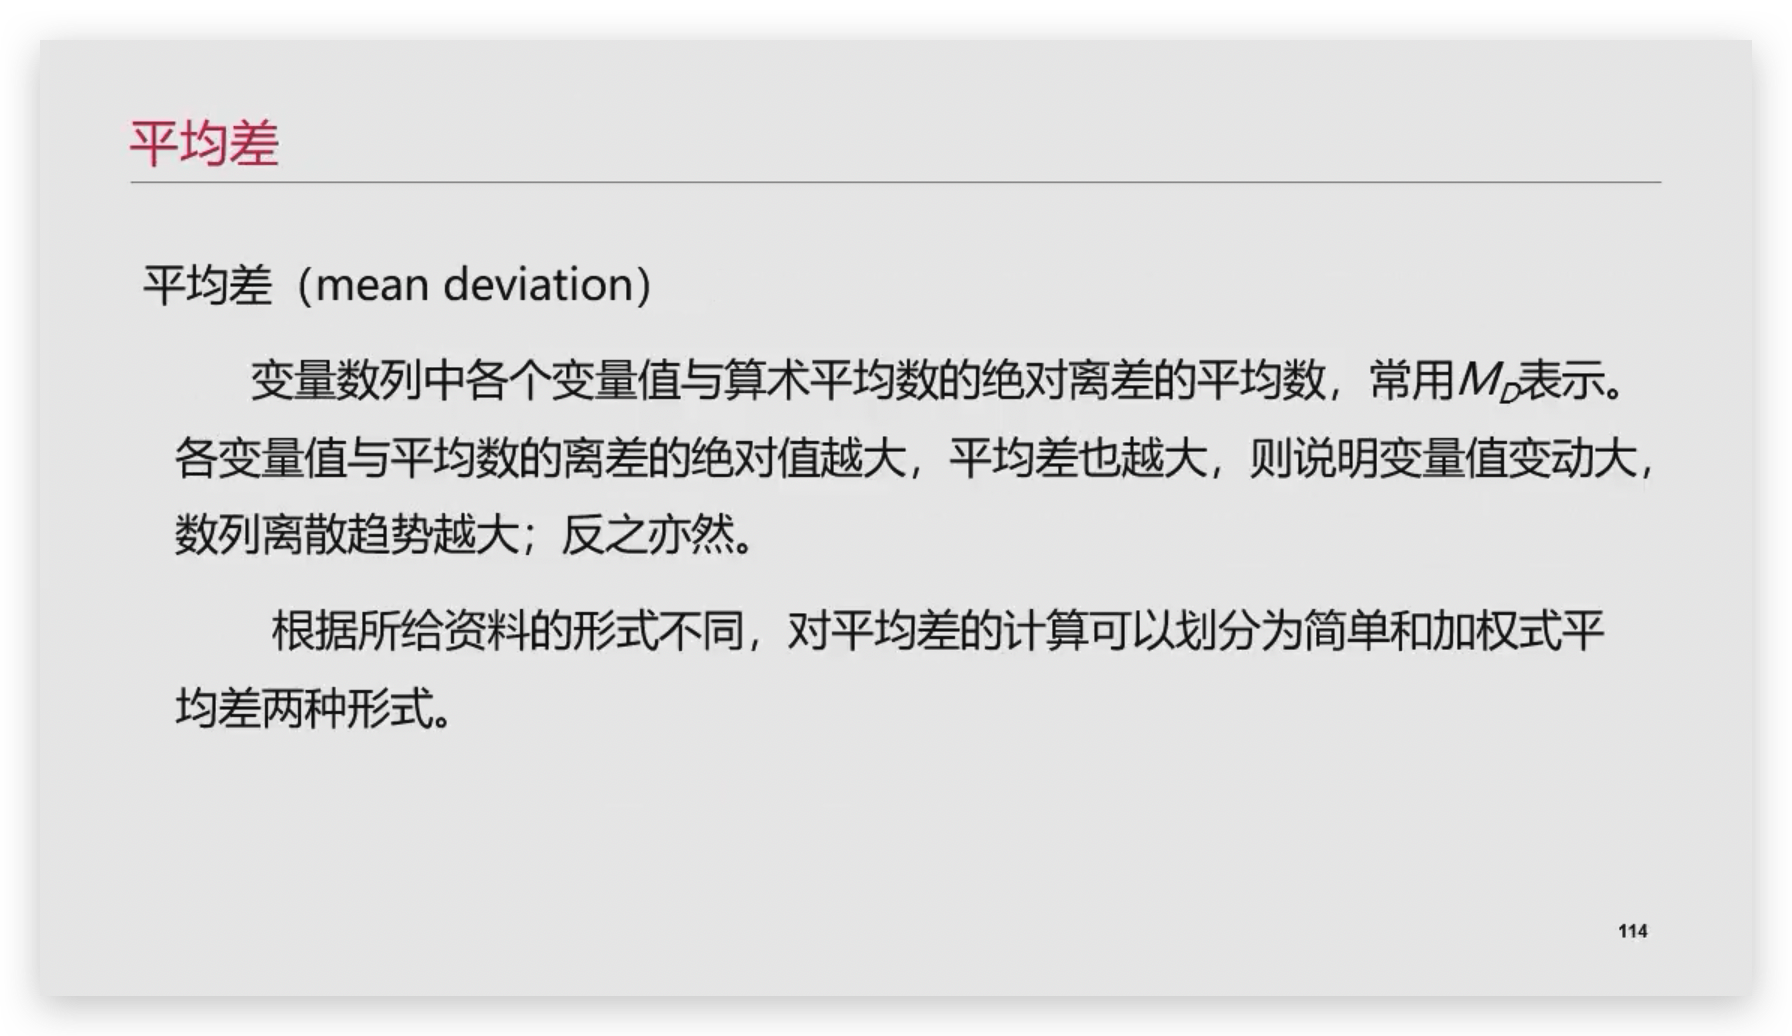 平均差
平均差（mean deviation）
变量数列中各个变量值与算术平均数的绝对离差的平均数，常用M_D表示。
各变量值与平均数的离差的绝对值越大，平均差也越大，则说明变量值变动大，
数列离散趋势越大；反之亦然。
根据所给资料的形式不同，对平均差的计算可以划分为简单和加权式平
均差两种形式。
114